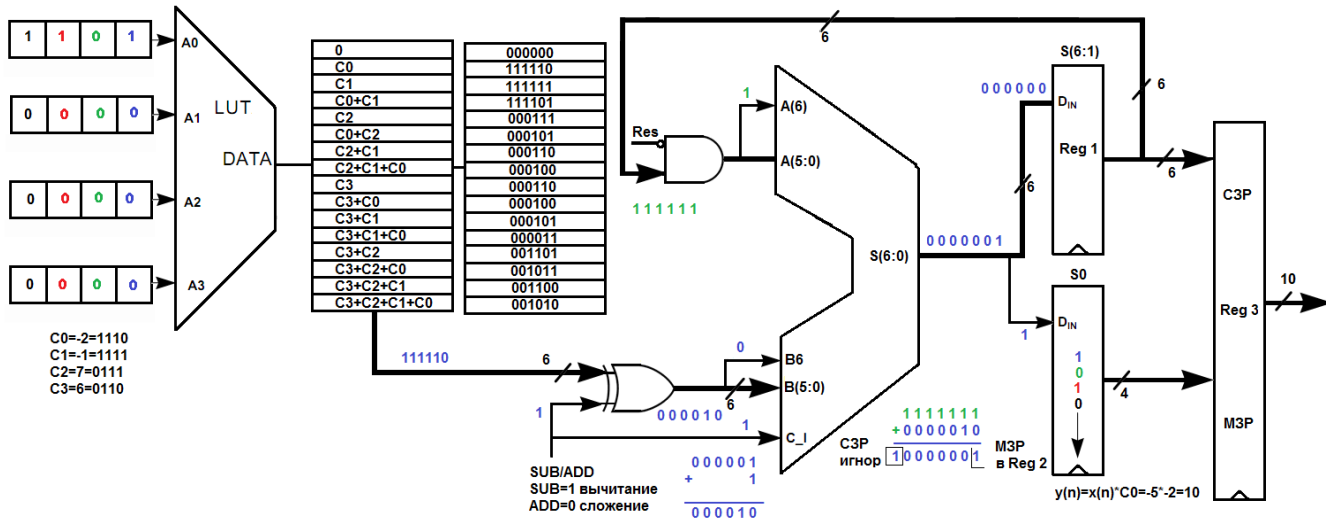 1 1 0 1
A0
0 0 0 0
A1
LUT
DATA
0 0 0 0
A2
0 0 0 0
A3
C0=-2=1110
C1=-1=1111
C2=7=0111
C3=6=0110
0 000000
C0 111110
C1 111111
C0+C1 111101
C2 000111
C0+C2 000101
C2+C1 000110
C2+C1+C0 000100
C3 000110
C3+C0 000100
C3+C1 000101
C3+C1+C0 000011
C3+C2 001101
C3+C2+C0 001011
C3+C2+C1 001100
C3+C2+C1+C0 001010
111110
6
1
000010
6
0
1
SUB/ADD
SUB=1 вычитание
ADD=0 сложение
000001
+ 1
000010
6
Res
111111
1
A(6)
A(5:0)
B6
B(5:0)
C_I
S(6:0)
0000001
1111111
+0000010
СЗР
игнор
10000001
МЗР
в Reg 2
000000
6
1
S(6:1)
DIN
Reg 1
6
6
S0
DIN
1
0
1
0
4
СЗР
Reg 3
МЗР
10
y(n)=x(n)*C0=-5*-2=10